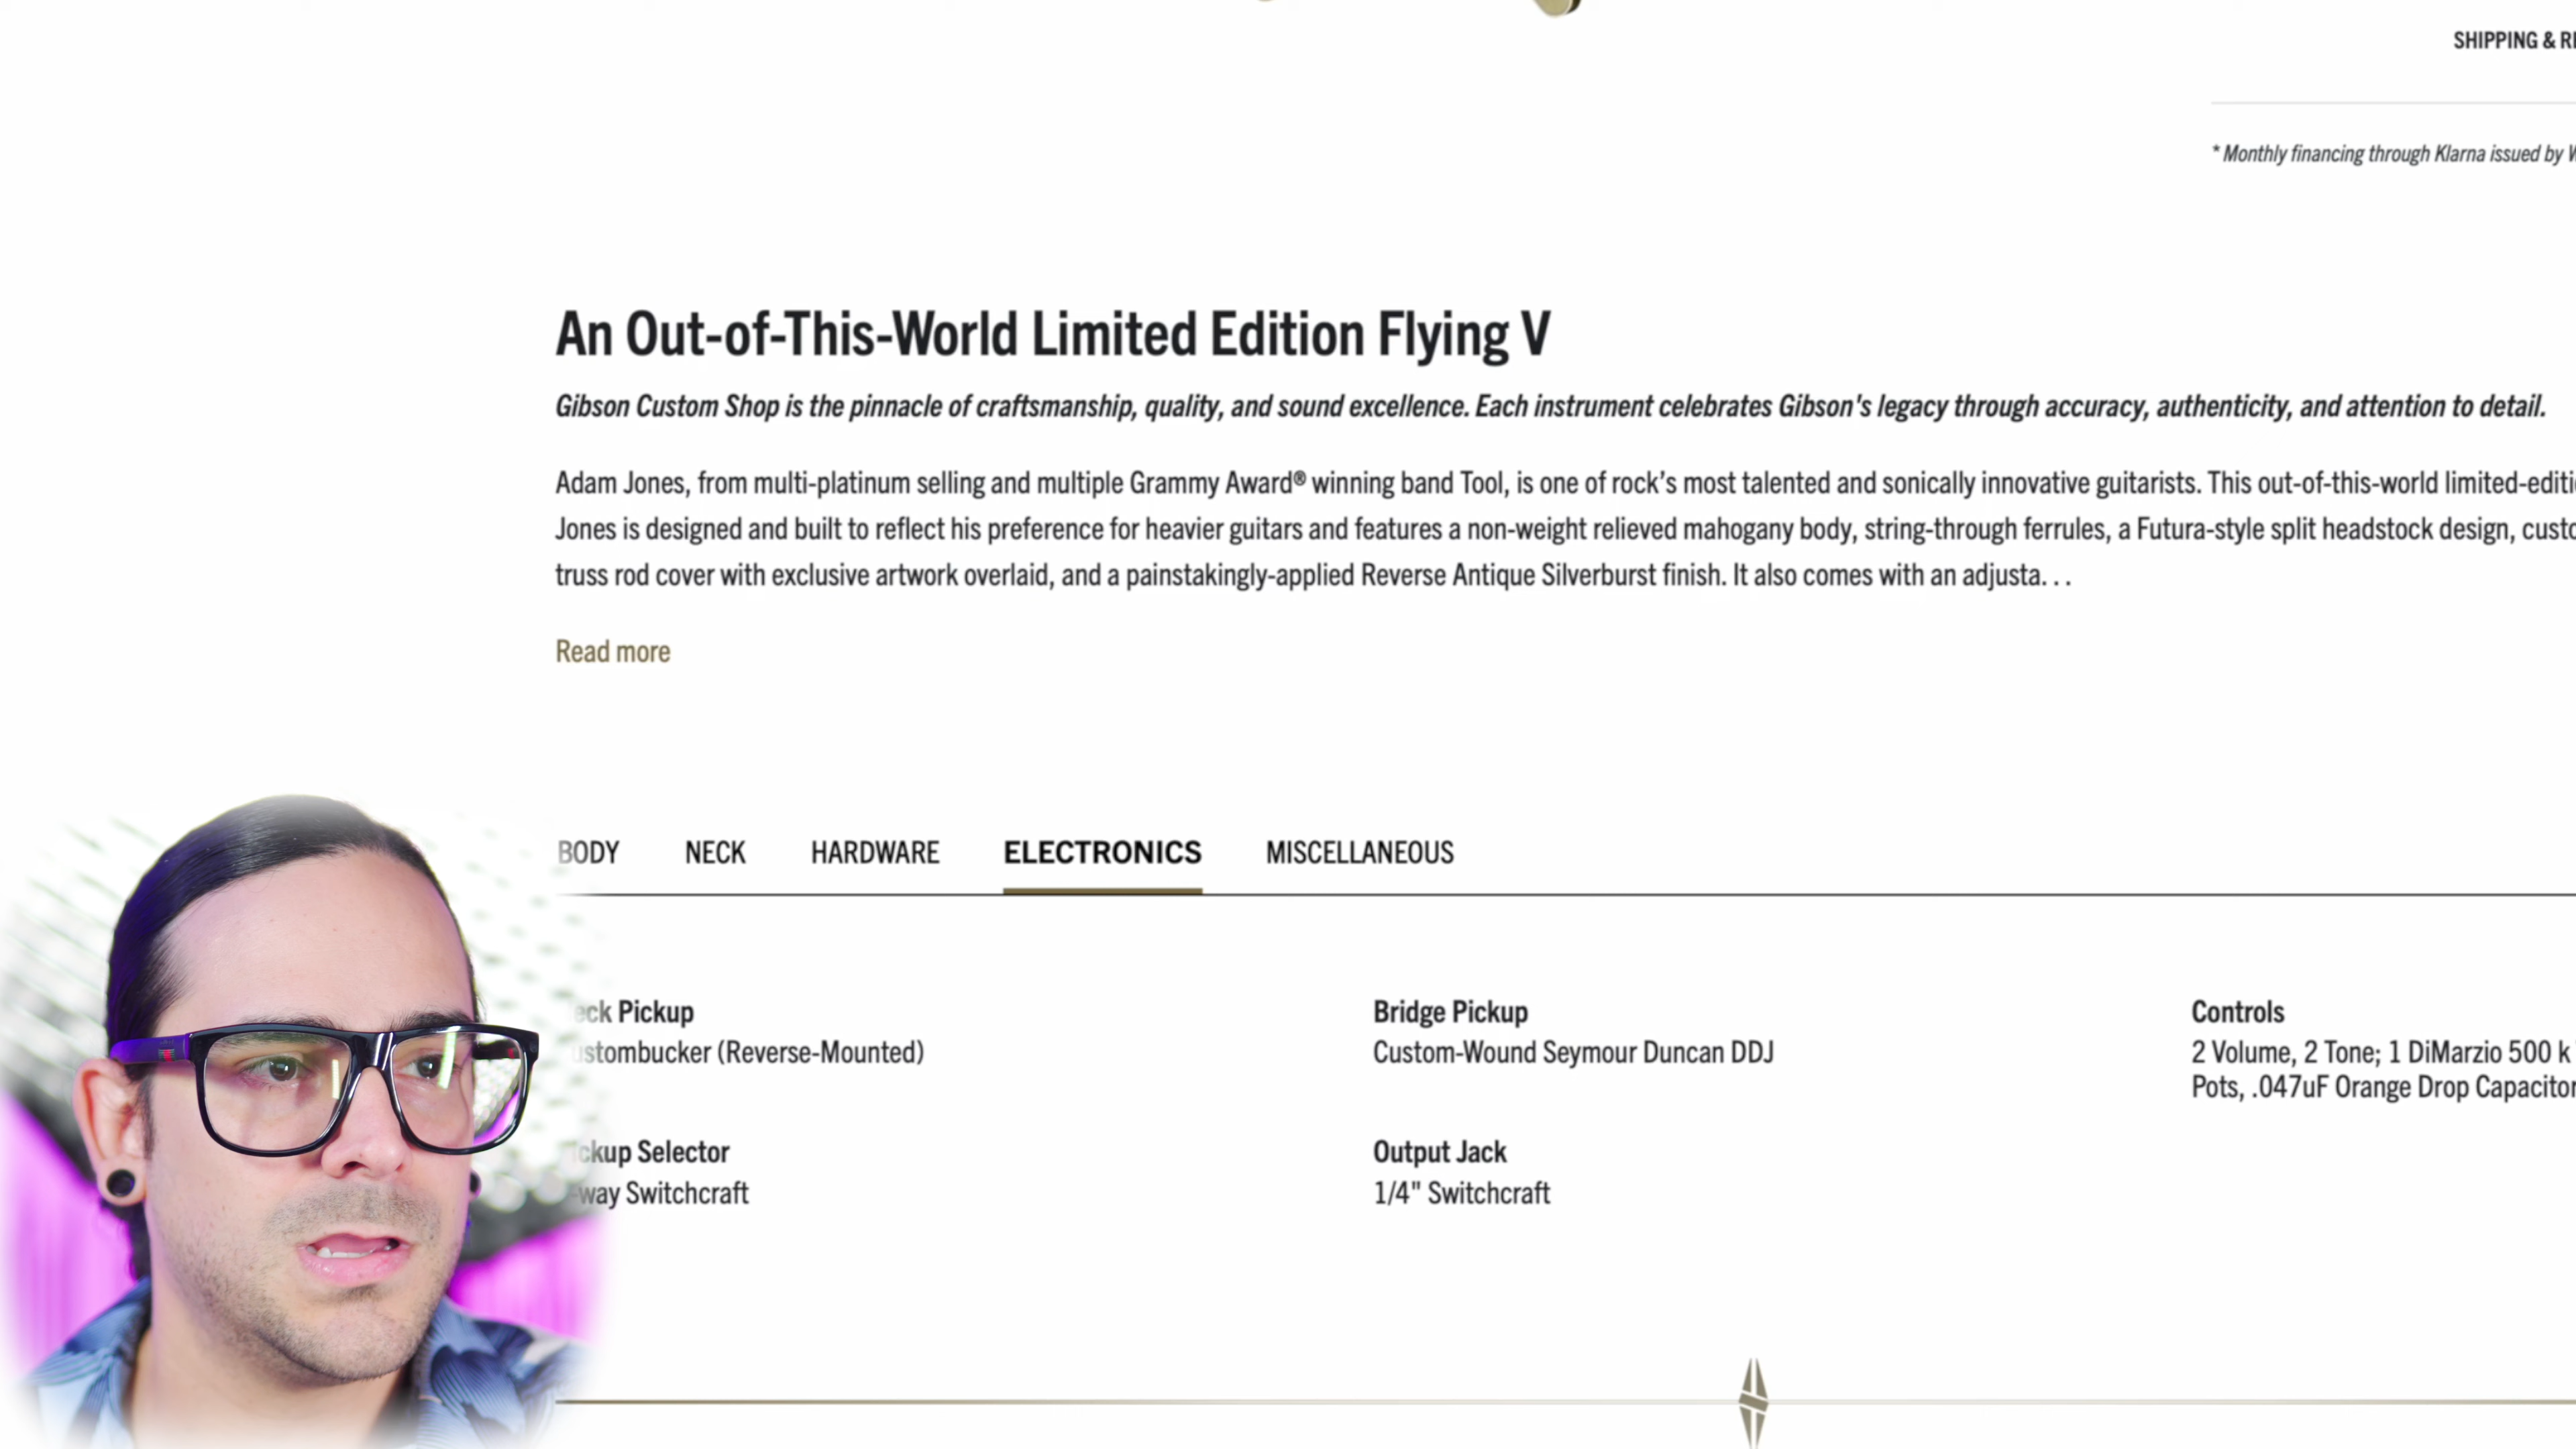 SHIPPING &
* Monthly financing through Klarna issued by
An Out-of-This-World Limited Edition Flying V
Gibson Custom Shop is the pinnacle of craftsmanship, quality, and sound excellence. Each instrument celebrates Gibson's legacy through accuracy, authenticity, and attention to detail.
Adam Jones, from multi-platinum selling and multiple Grammy Award® winning band Tool, is one of rock’s most talented and sonically innovative guitarists. This out-of-this-world
Jones is designed and built to reflect his preference for heavier guitars and features a non-weight relieved mahogany body, string-through ferrules, a Futura-style split headstock design,
truss rod cover with exclusive artwork overlaid, and a painstakingly-applied Reverse Antique Silverburst finish. It also comes with an adjusta. . .
Read more
BODY NECK HARDWARE ELECTRONICS MISCELLANEOUS
Pickup Bridge Pickup Controls
(Reverse-Mounted) Custom-Wound Seymour Duncan DDJ 2 Volume, 2 Tone; 1 DiMarzio 500 k
Pots, .047uF Orange Drop
Selector Output Jack
Switchcraft 1/4" Switchcraft